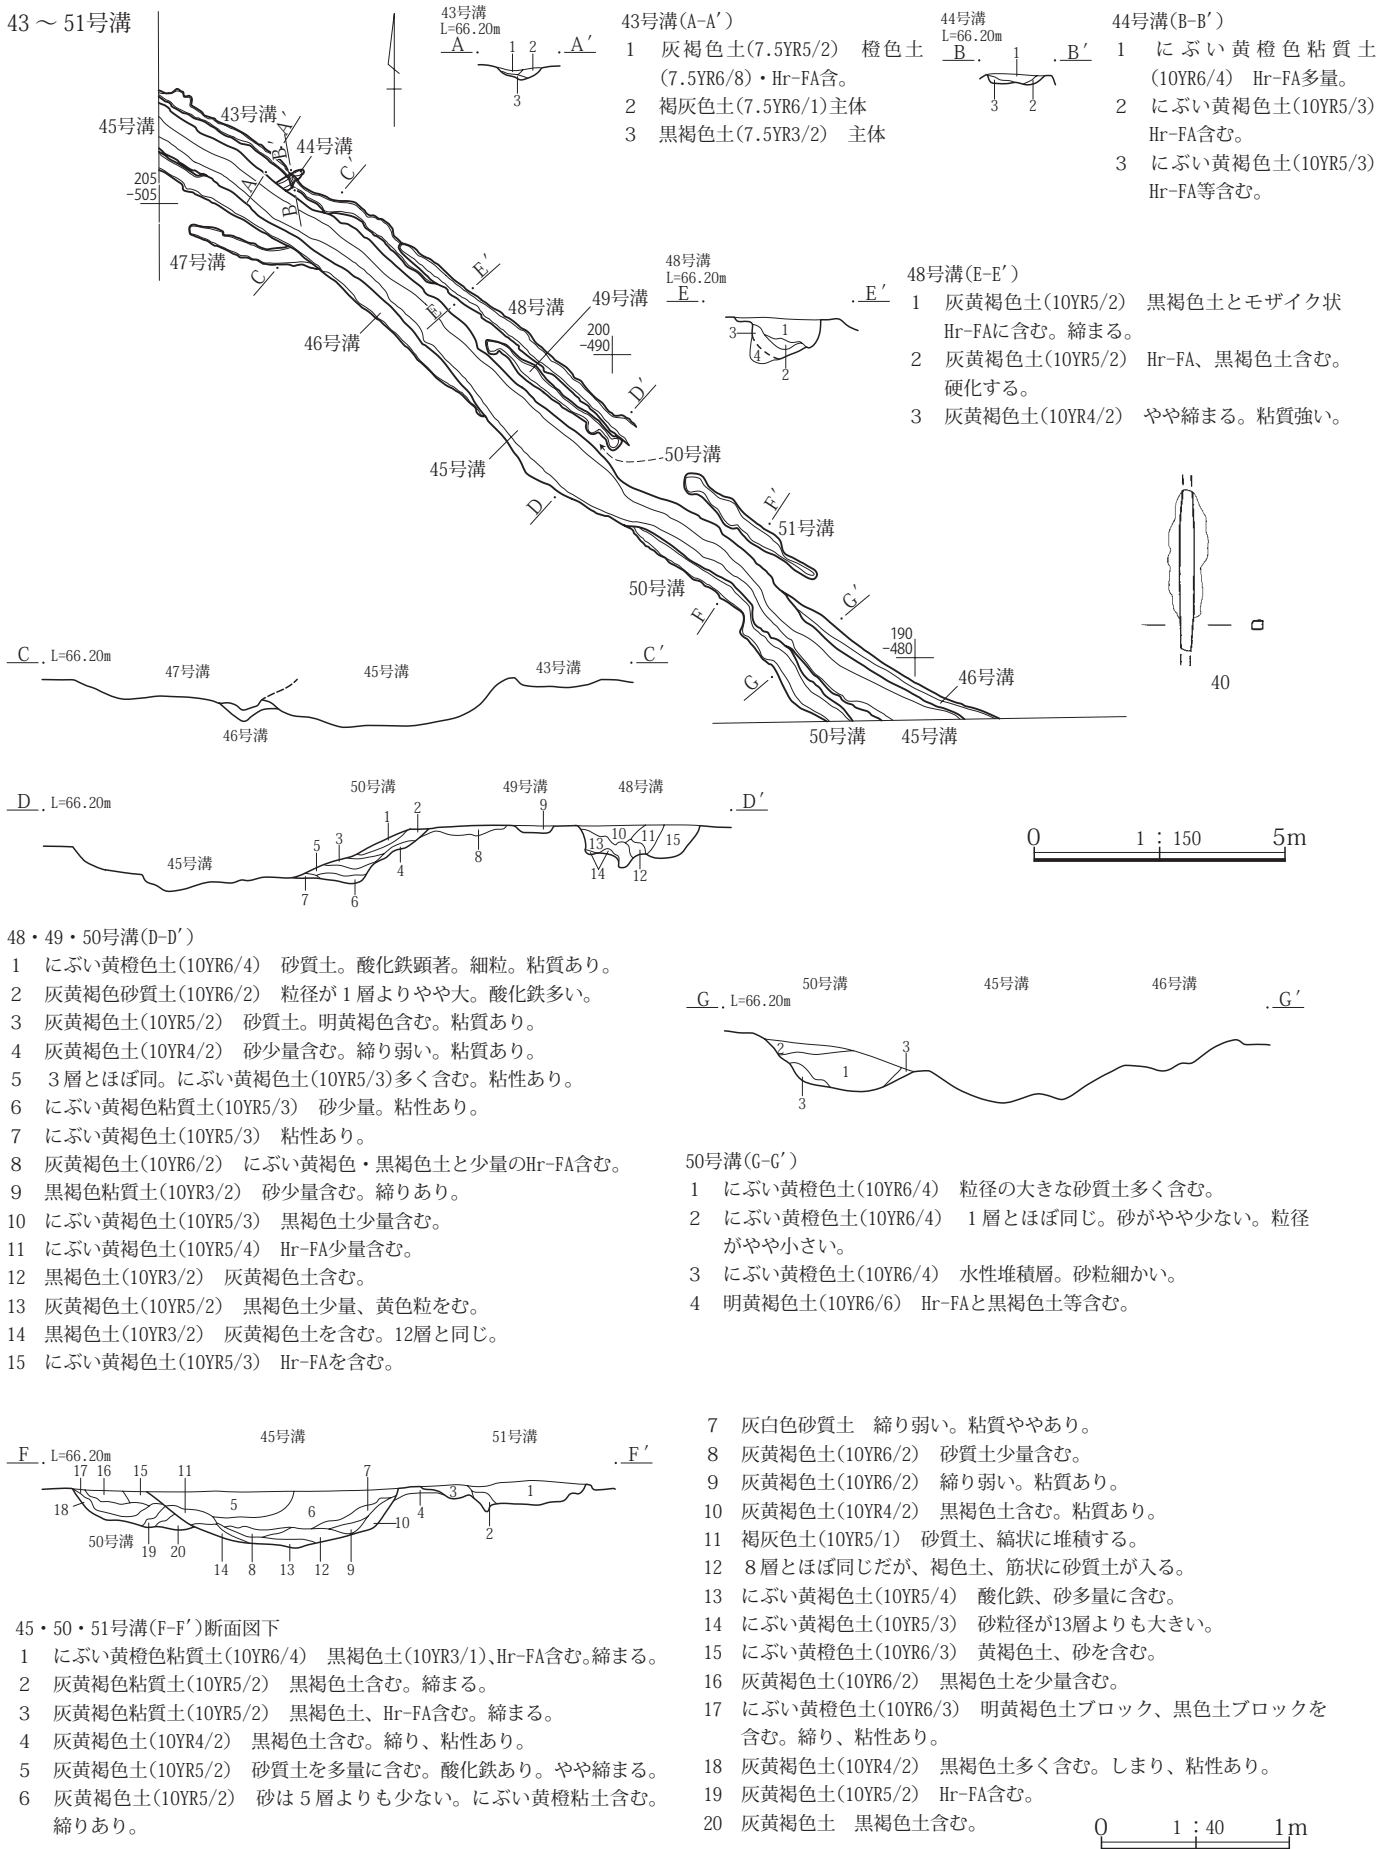 43～51号溝
43号溝
L=66.20m
A A′
1 2
3
43号溝(A-A′)
1 灰褐色土(7.5YR5/2) 橙色土
(7.5YR6/8)・Hr-FA含。
2 褐灰色土(7.5YR6/1)主体
3 黒褐色土(7.5YR3/2) 主体
44号溝
L=66.20m
B B′
1
3 2
44号溝(B-B′)
1 にぶい黄橙色粘質土
(10YR6/4) Hr-FA多量。
2 にぶい黄褐色土(10YR5/3)
Hr-FA含む。
3 にぶい黄褐色土(10YR5/3)
Hr-FA等含む。
45号溝
43号溝
A′
B′
44号溝
C′
205
-505
A
B
47号溝
C
E′
E
48号溝
49号溝
46号溝
200
-490
D′
45号溝
50号溝
D
F′
51号溝
50号溝
F
G′
190
-480
G
46号溝
50号溝 45号溝
48号溝
L=66.20m
E E′
1
3
4
2
48号溝(E-E′)
1 灰黄褐色土(10YR5/2) 黒褐色土とモザイク状
Hr-FAに含む。締まる。
2 灰黄褐色土(10YR5/2) Hr-FA、黒褐色土含む。
硬化する。
3 灰黄褐色土(10YR4/2) やや締まる。粘質強い。
40
C L=66.20m C′
47号溝 45号溝 43号溝
46号溝
D L=66.20m D′
50号溝 49号溝 48号溝
45号溝
1 2 9
5 3 10 11 15
13
8
4
14 12
7 6
0 1：150 5m
48・49・50号溝(D-D′)
1 にぶい黄橙色土(10YR6/4) 砂質土。酸化鉄顕著。細粒。粘質あり。
2 灰黄褐色砂質土(10YR6/2) 粒径が１層よりやや大。酸化鉄多い。
3 灰黄褐色土(10YR5/2) 砂質土。明黄褐色含む。粘質あり。
4 灰黄褐色土(10YR4/2) 砂少量含む。締り弱い。粘質あり。
5 ３層とほぼ同。にぶい黄褐色土(10YR5/3)多く含む。粘性あり。
6 にぶい黄褐色粘質土(10YR5/3) 砂少量。粘性あり。
7 にぶい黄褐色土(10YR5/3) 粘性あり。
8 灰黄褐色土(10YR6/2) にぶい黄褐色・黒褐色土と少量のHr-FA含む。
9 黒褐色粘質土(10YR3/2) 砂少量含む。締りあり。
10 にぶい黄褐色土(10YR5/3) 黒褐色土少量含む。
11 にぶい黄褐色土(10YR5/4) Hr-FA少量含む。
12 黒褐色土(10YR3/2) 灰黄褐色土含む。
13 灰黄褐色土(10YR5/2) 黒褐色土少量、黄色粒をむ。
14 黒褐色土(10YR3/2) 灰黄褐色土を含む。12層と同じ。
15 にぶい黄褐色土(10YR5/3) Hr-FAを含む。
50号溝 45号溝 46号溝
G L=66.20m G′
2
1
3
3
50号溝(G-G′)
1 にぶい黄橙色土(10YR6/4) 粒径の大きな砂質土多く含む。
2 にぶい黄橙色土(10YR6/4) １層とほぼ同じ。砂がやや少ない。粒径
がやや小さい。
3 にぶい黄橙色土(10YR6/4) 水性堆積層。砂粒細かい。
4 明黄褐色土(10YR6/6) Hr-FAと黒褐色土等含む。
45号溝 51号溝
F L=66.20m F′
17 16 15 11 7
18 5 6 10 4 3 1
50号溝 19 20 2
14 8 13 12 9
45・50・51号溝(F-F′)断面図下
1 にぶい黄橙色粘質土(10YR6/4) 黒褐色土(10YR3/1)、Hr-FA含む。締まる。
2 灰黄褐色粘質土(10YR5/2) 黒褐色土含む。締まる。
3 灰黄褐色粘質土(10YR5/2) 黒褐色土、Hr-FA含む。締まる。
4 灰黄褐色土(10YR4/2) 黒褐色土含む。締り、粘性あり。
5 灰黄褐色土(10YR5/2) 砂質土を多量に含む。酸化鉄あり。やや締まる。
6 灰黄褐色土(10YR5/2) 砂は５層よりも少ない。にぶい黄橙粘土含む。
締りあり。
7 灰白色砂質土 締り弱い。粘質ややあり。
8 灰黄褐色土(10YR6/2) 砂質土少量含む。
9 灰黄褐色土(10YR6/2) 締り弱い。粘質あり。
10 灰黄褐色土(10YR4/2) 黒褐色土含む。粘質あり。
11 褐灰色土(10YR5/1) 砂質土、縞状に堆積する。
12 ８層とほぼ同じだが、褐色土、筋状に砂質土が入る。
13 にぶい黄褐色土(10YR5/4) 酸化鉄、砂多量に含む。
14 にぶい黄褐色土(10YR5/3) 砂粒径が13層よりも大きい。
15 にぶい黄橙色土(10YR6/3) 黄褐色土、砂を含む。
16 灰黄褐色土(10YR6/2) 黒褐色土を少量含む。
17 にぶい黄橙色土(10YR6/3) 明黄褐色土ブロック、黒色土ブロックを
含む。締り、粘性あり。
18 灰黄褐色土(10YR4/2) 黒褐色土多く含む。しまり、粘性あり。
19 灰黄褐色土(10YR5/2) Hr-FA含む。
20 灰黄褐色土 黒褐色土含む。
0 1：40 1m